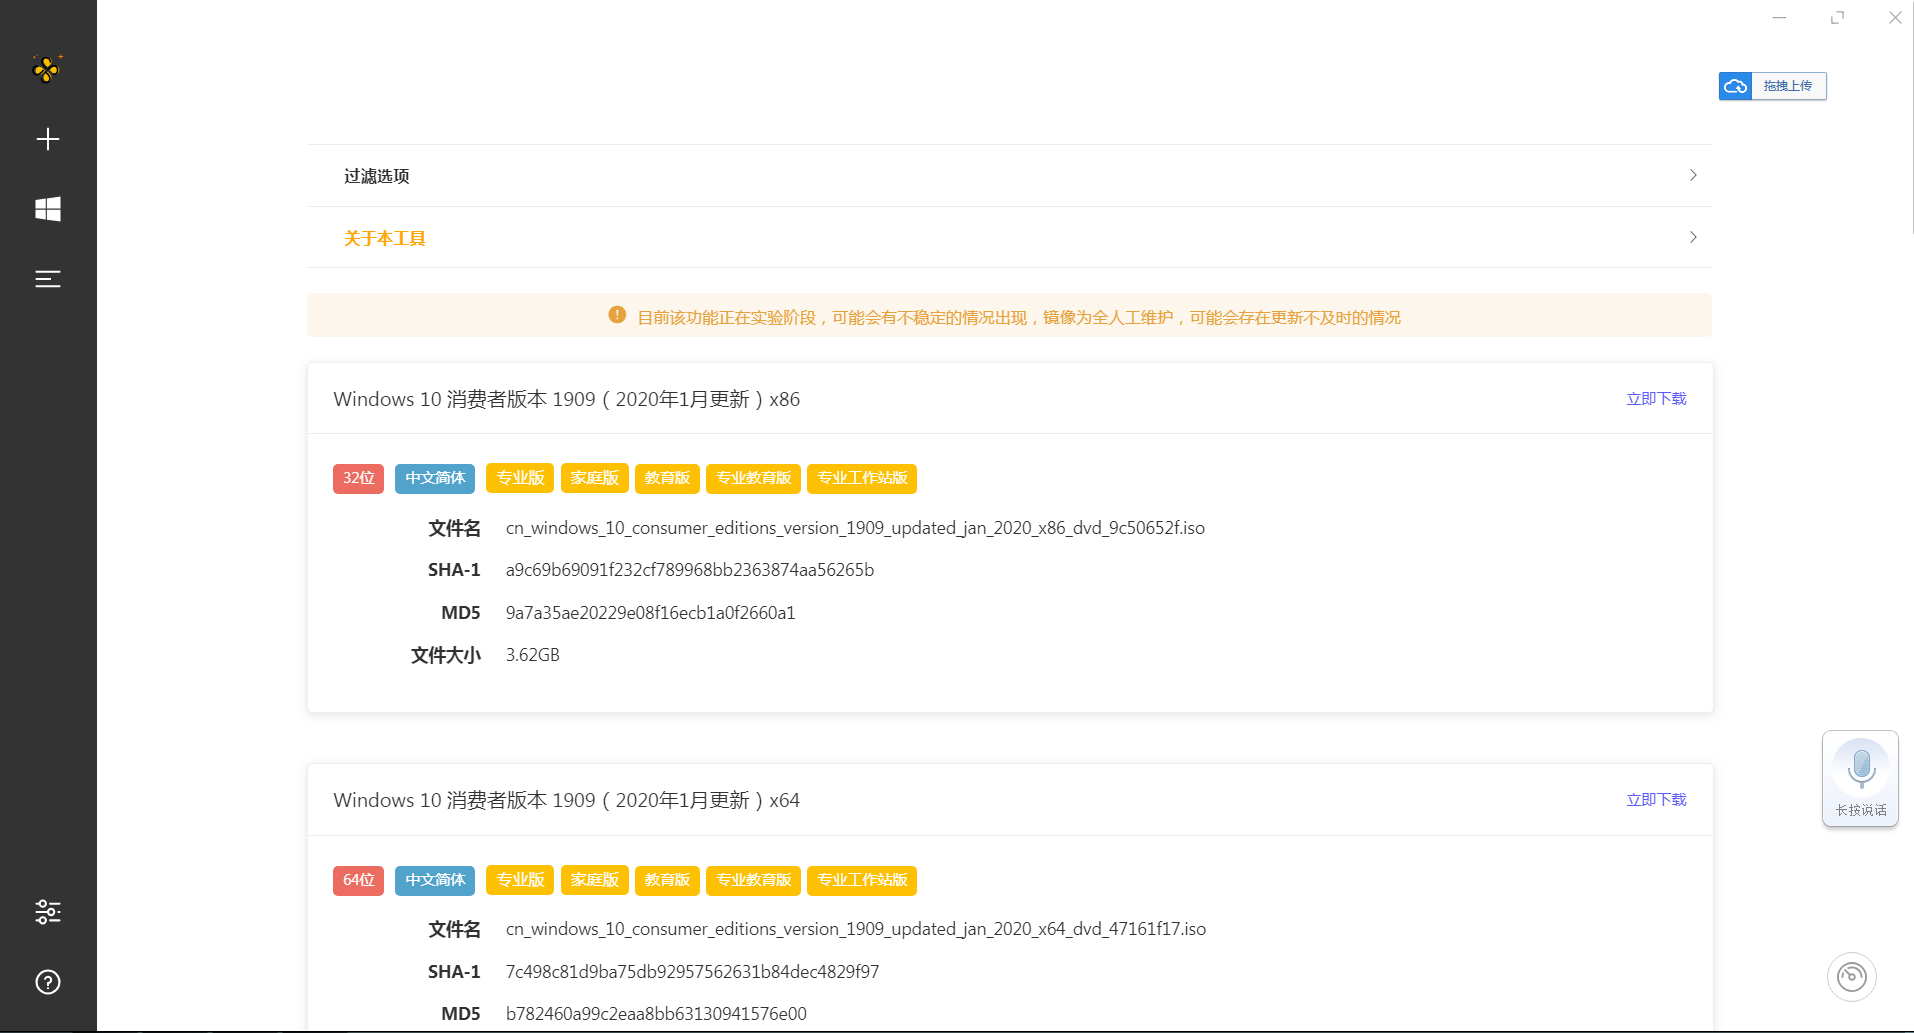 拖拽上传
过滤选项
关于本工具
目前该功能正在实验阶段，可能会有不稳定的情况出现，镜像为全人工维护，可能会存在更新不及时的情况
Windows 10 消费者版本 1909（2020年1月更新）x86 立即下载
32位 中文简体 专业版 家庭版 教育版 专业教育版 专业工作站版
文件名 cn_windows_10_consumer_editions_version_1909_updated_jan_2020_x86_dvd_9c50652f.iso
SHA-1 a9c69b69091f232cf789968bb2363874aa56265b
MD5 9a7a35ae20229e08f16ecb1a0f2660a1
文件大小 3.62GB
长按说话
Windows 10 消费者版本 1909（2020年1月更新）x64 立即下载
64位 中文简体 专业版 家庭版 教育版 专业教育版 专业工作站版
文件名 cn_windows_10_consumer_editions_version_1909_updated_jan_2020_x64_dvd_47161f17.iso
SHA-1 7c498c81d9ba75db92957562631b84dec4829f97
MD5 b782460a99c2eaa8bb63130941576e00